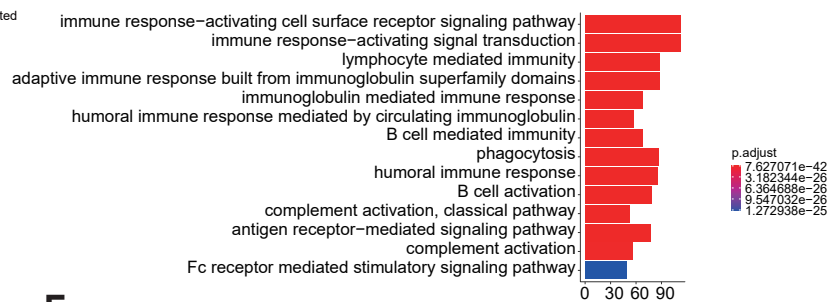 ted
immune response−activating cell surface receptor signaling pathway
immune response−activating signal transduction
lymphocyte mediated immunity
adaptive immune response built from immunoglobulin superfamily domains
immunoglobulin mediated immune response
humoral immune response mediated by circulating immunoglobulin
B cell mediated immunity
phagocytosis
humoral immune response
B cell activation
complement activation, classical pathway
antigen receptor−mediated signaling pathway
complement activation
Fc receptor mediated stimulatory signaling pathway
0 30 60 90
p.adjust
7.627071e−42
3.182344e−26
6.364688e−26
9.547032e−26
1.272938e−25